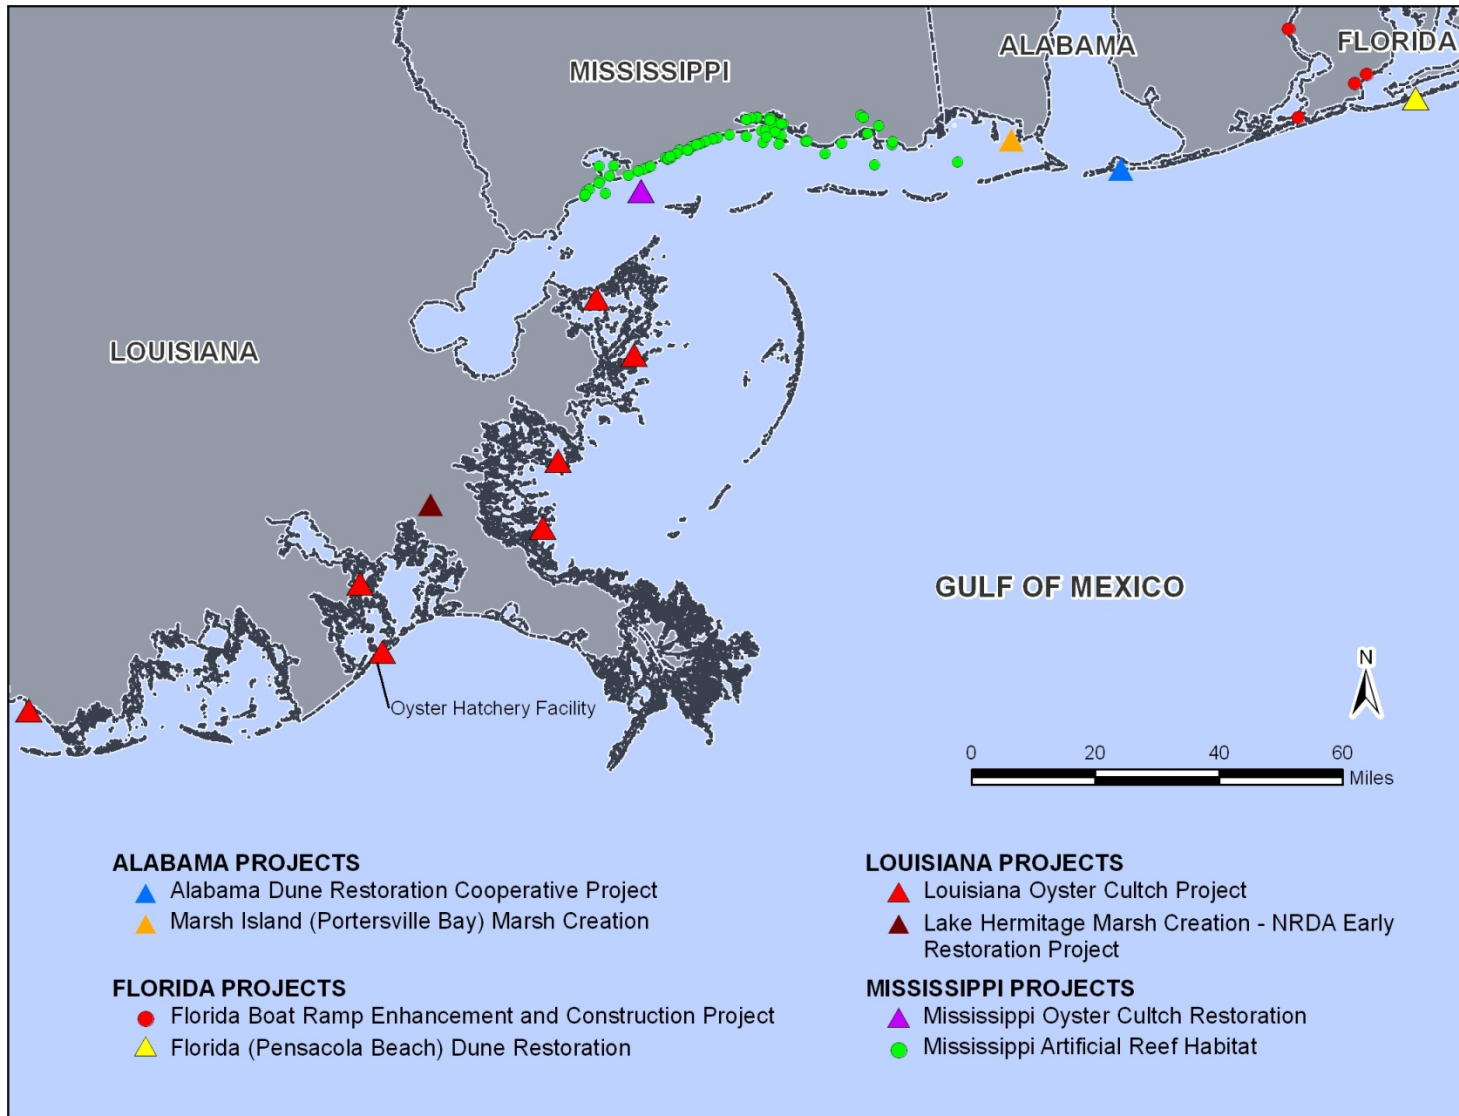 ALABAMA
FLORIDA
MISSISSIPPI
LOUISIANA
GULF OF MEXICO
N
Oyster Hatchery Facility
0 20 40 60
Miles
ALABAMA PROJECTS
Alabama Dune Restoration Cooperative Project
Marsh Island (Portersville Bay) Marsh Creation
FLORIDA PROJECTS
Florida Boat Ramp Enhancement and Construction Project
Florida (Pensacola Beach) Dune Restoration
LOUISIANA PROJECTS
Louisiana Oyster Cultch Project
Lake Hermitage Marsh Creation - NRDA Early
Restoration Project
MISSISSIPPI PROJECTS
Mississippi Oyster Cultch Restoration
Mississippi Artificial Reef Habitat